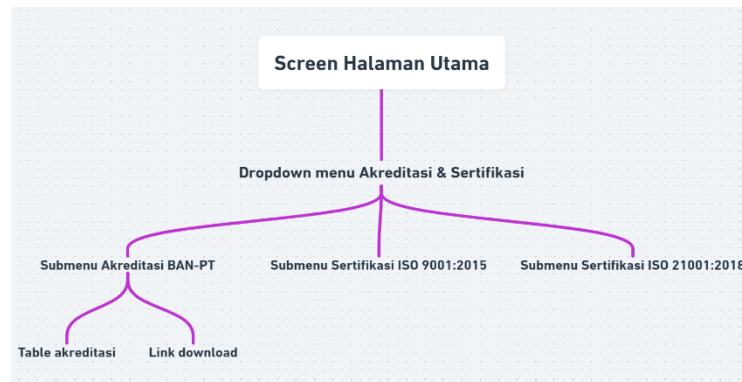 Screen Halaman Utama
Dropdown menu Akreditasi & Sertifikasi
Submenu Akreditasi BAN-PT
Submenu Sertifikasi ISO 9001:2015
Submenu Sertifikasi ISO 21001:2018
Table akreditasi
Link download